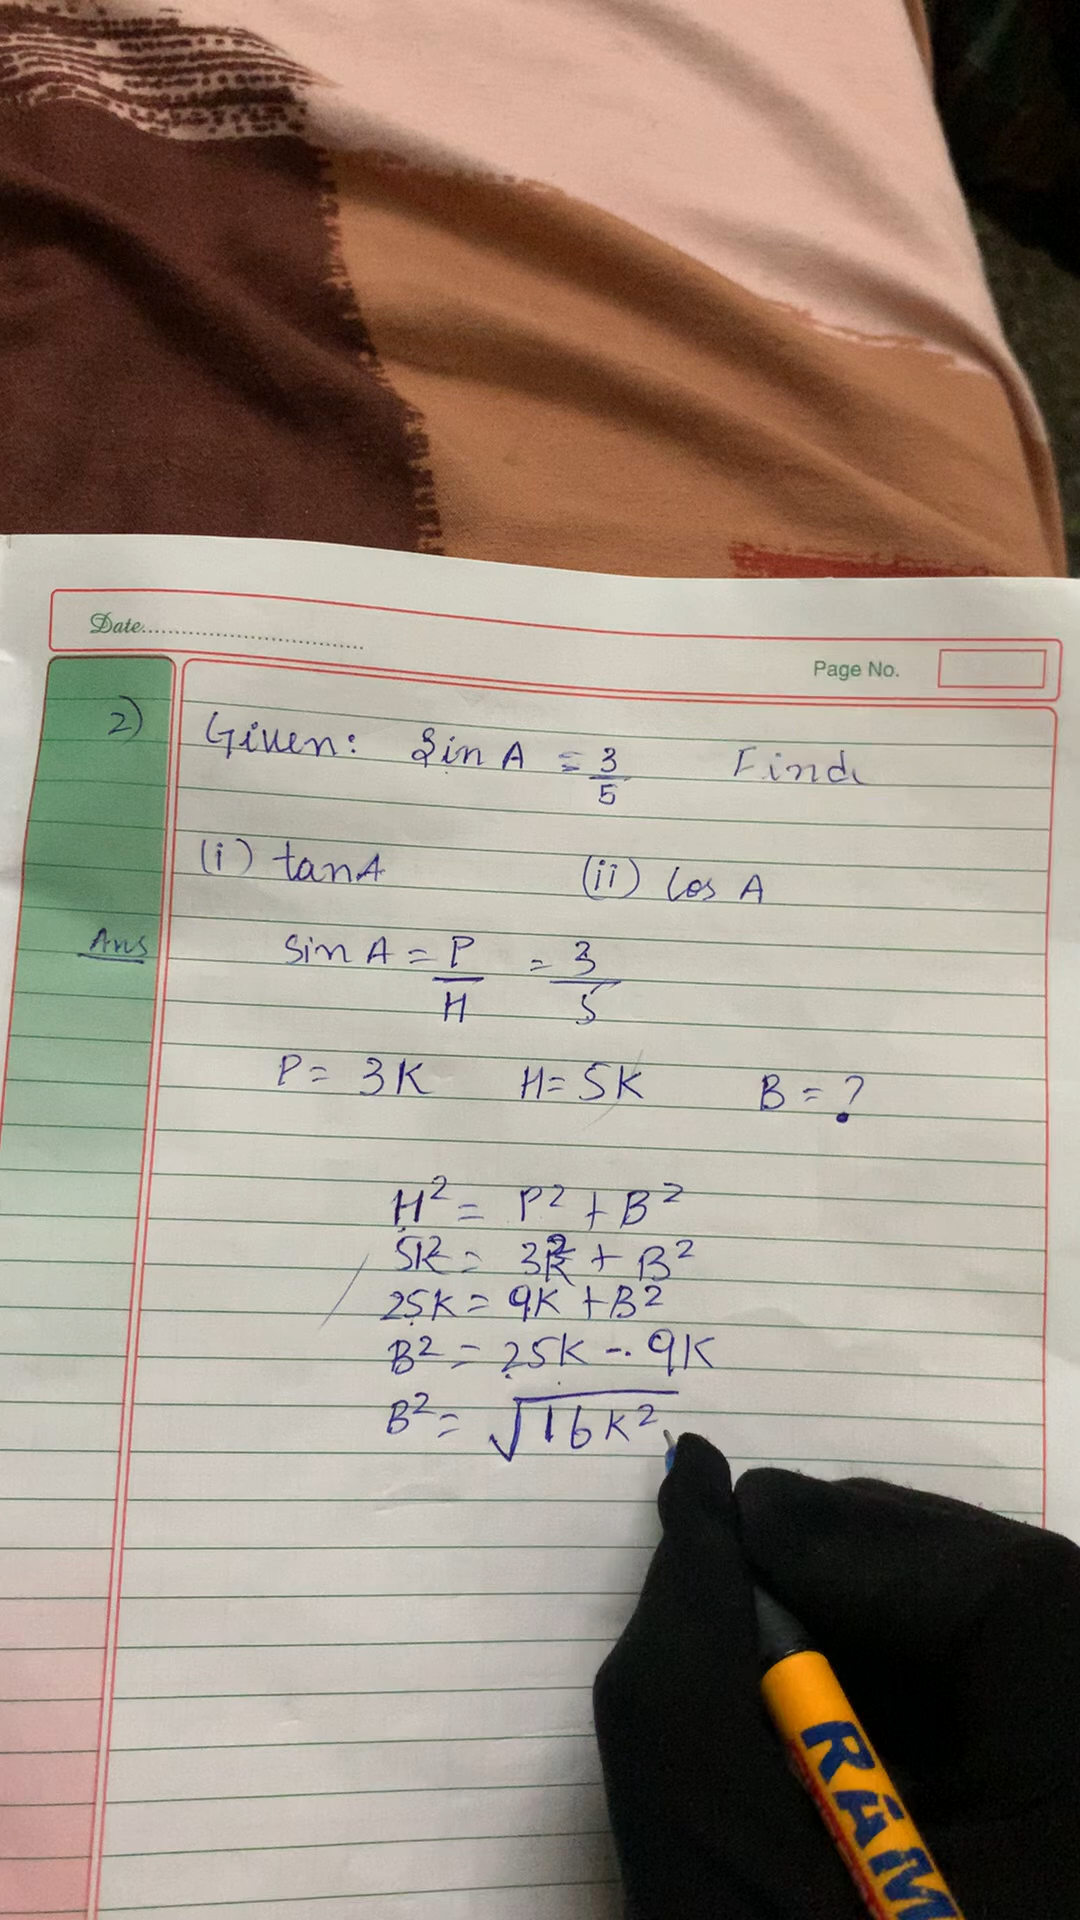 Date
Page No.
2) Given: Sin A = 3/5 Find
(i) tanA (ii) Cos A
Ans Sin A = P/H = 3/5
P = 3K H = 5K B = ?
H² = P² + B²
5K² = 3K² + B²
25K = 9K + B²
B² = 25K - 9K
B² = √16K²
RAM